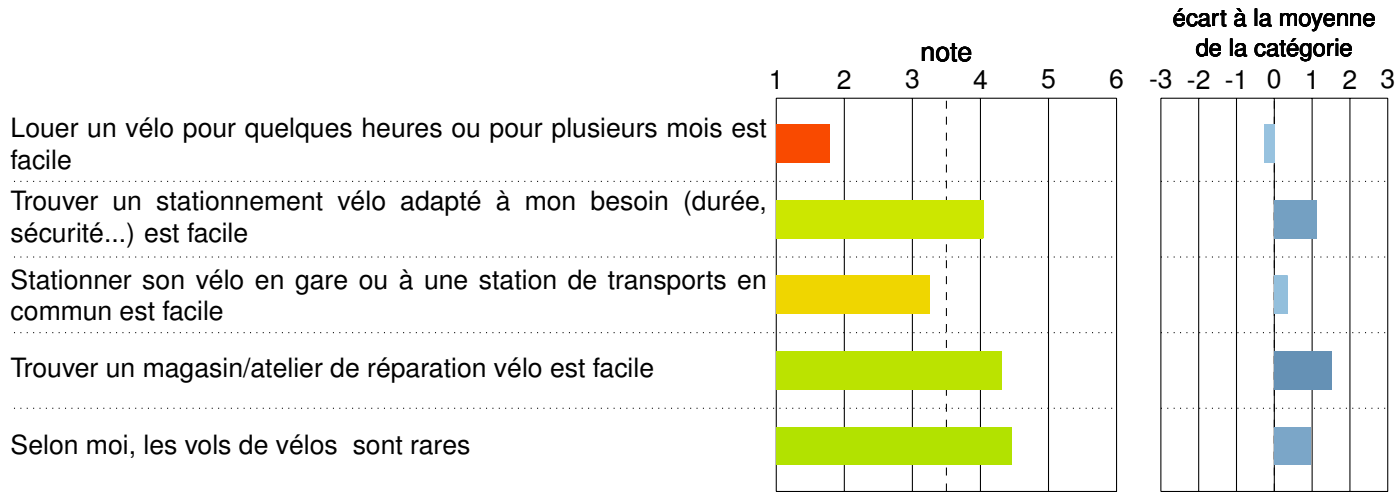 écart à la moyenne
note de la catégorie
1 2 3 4 5 6 -3 -2 -1 0 1 2 3
Louer un vélo pour quelques heures ou pour plusieurs mois est
facile
Trouver un stationnement vélo adapté à mon besoin (durée,
sécurité...) est facile
Stationner son vélo en gare ou à une station de transports en
commun est facile
Trouver un magasin/atelier de réparation vélo est facile
Selon moi, les vols de vélos sont rares